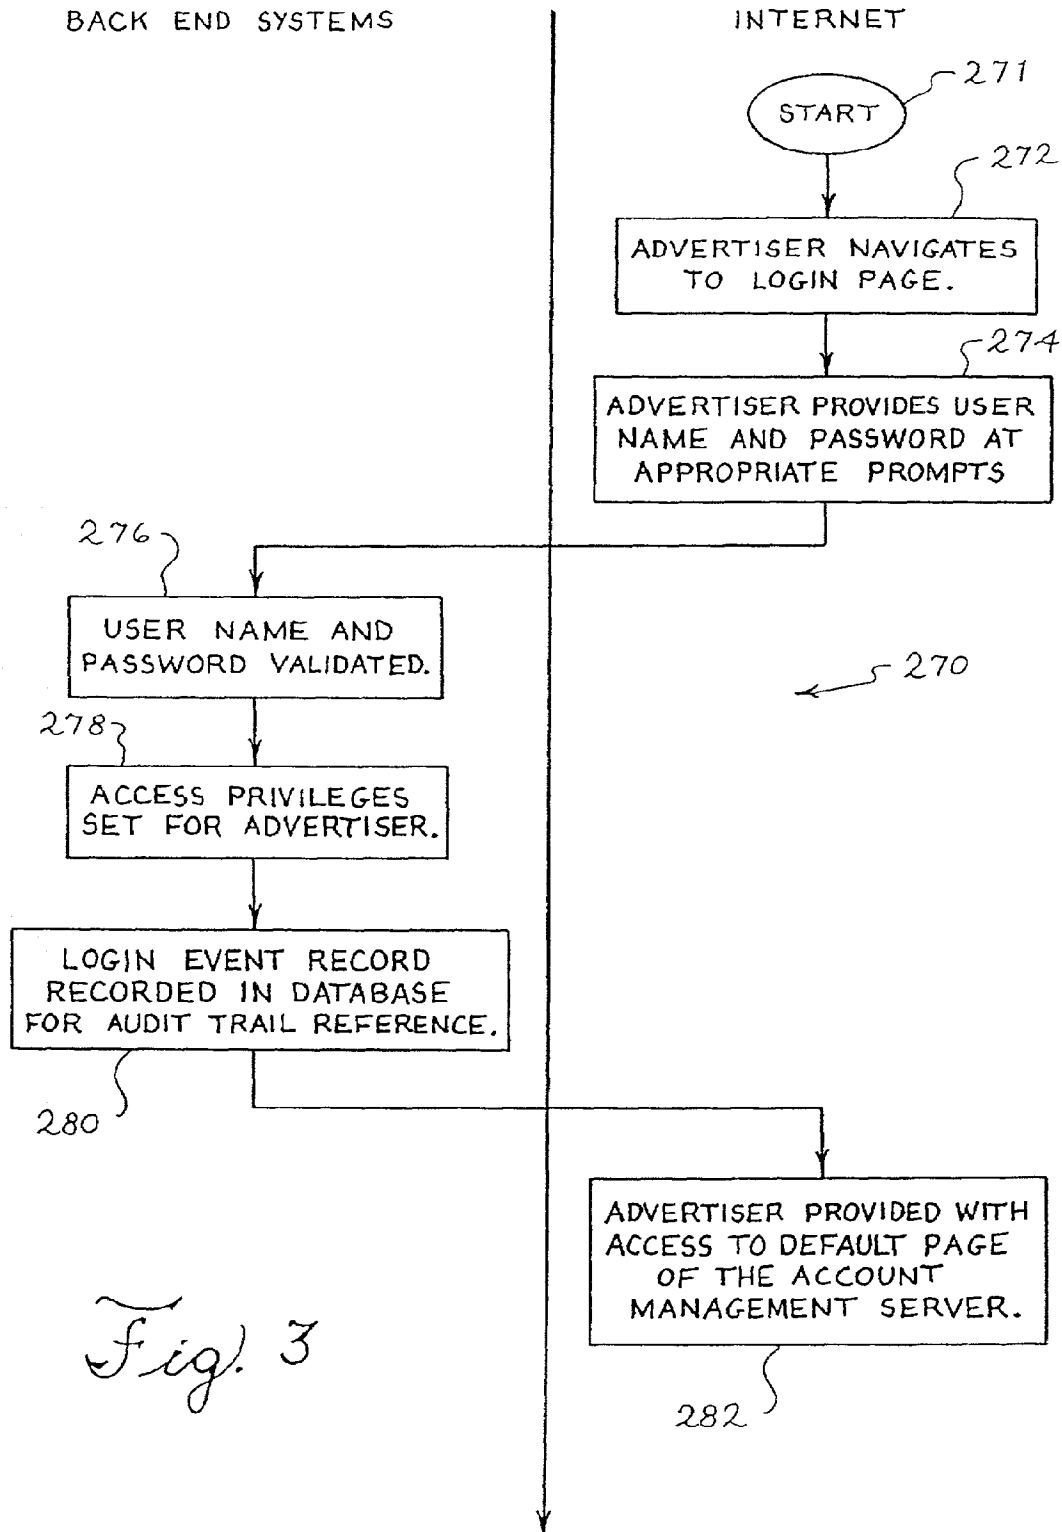 BACK END SYSTEMS
INTERNET
271
START
272
ADVERTISER NAVIGATES
TO LOGIN PAGE.
274
ADVERTISER PROVIDES USER
NAME AND PASSWORD AT
APPROPRIATE PROMPTS
276
USER NAME AND
PASSWORD VALIDATED.
270
278
ACCESS PRIVILEGES
SET FOR ADVERTISER.
LOGIN EVENT RECORD
RECORDED IN DATABASE
FOR AUDIT TRAIL REFERENCE.
280
ADVERTISER PROVIDED WITH
ACCESS TO DEFAULT PAGE
OF THE ACCOUNT
MANAGEMENT SERVER.
282
Fig. 3